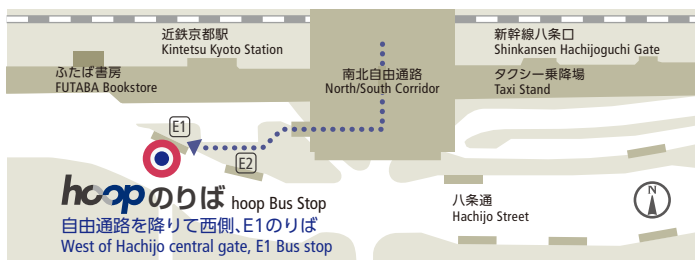 近鉄京都駅
Kintetsu Kyoto Station
新幹線八条口
Shinkansen Hachijoguchi Gate
ふたば書房
FUTABA Bookstore
南北自由通路
North/South Corridor
タクシー乗降場
Taxi Stand
E1
E2
hoopのりば hoop Bus Stop
自由通路を降りて西側、E1のりば
West of Hachijo central gate, E1 Bus stop
八条通
Hachijo Street
N